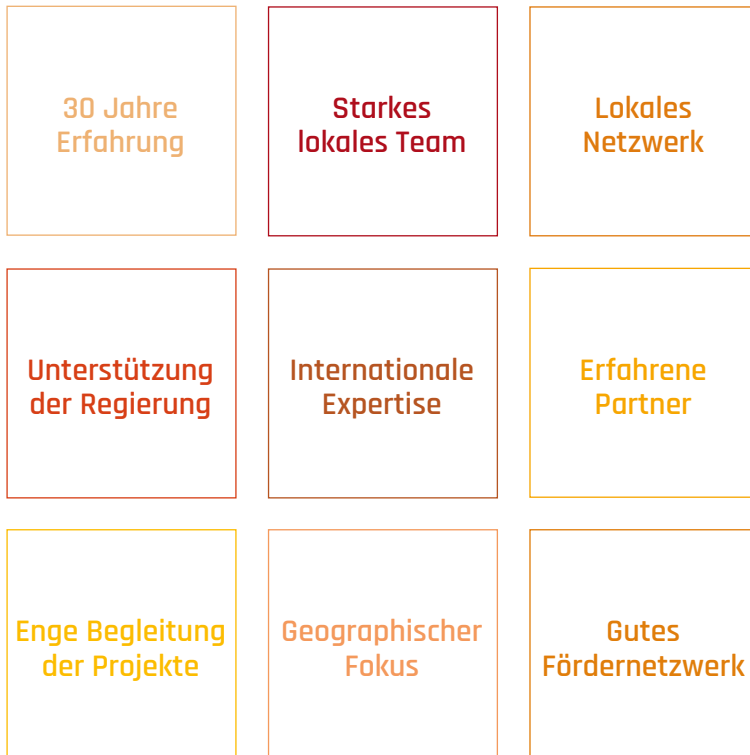 30 Jahre
Erfahrung
Starkes
lokales Team
Lokales
Netzwerk
Unterstützung
der Regierung
Internationale
Expertise
Erfahrene
Partner
Enge Begleitung
der Projekte
Geographischer
Fokus
Gutes
Fördernetzwerk